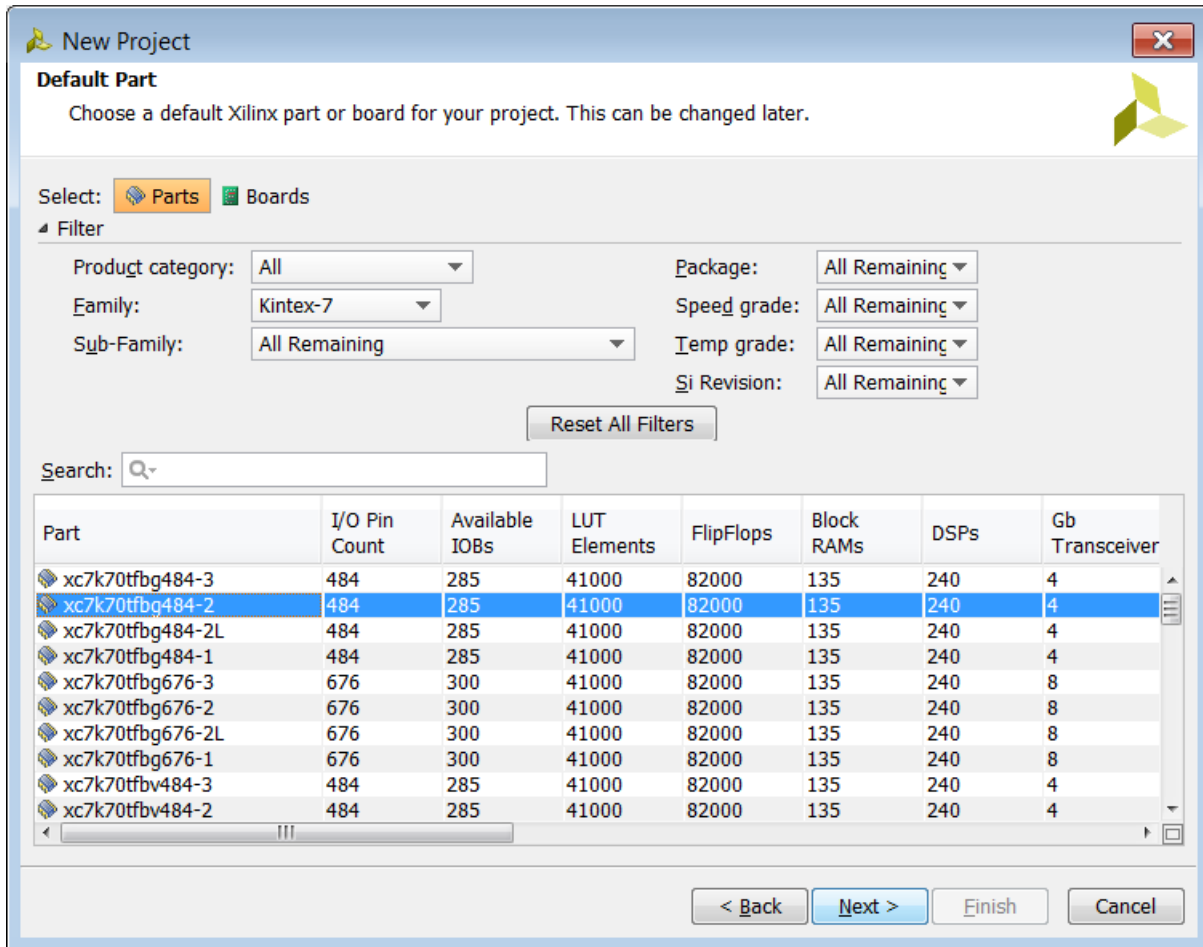 New Project
Default Part
Choose a default Xilinx part or board for your project. This can be changed later.
Select: Parts Boards
Filter
Product category: All Package: All Remaining
Family: Kintex-7 Speed grade: All Remaining
Sub-Family: All Remaining Temp grade: All Remaining
Si Revision: All Remaining
Reset All Filters
Search:
Part I/O Pin Count Available IOBs LUT Elements FlipFlops Block RAMs DSPs Gb Transceiver
xc7k70tfbg484-3 484 285 41000 82000 135 240 4
xc7k70tfbg484-2 484 285 41000 82000 135 240 4
xc7k70tfbg484-2L 484 285 41000 82000 135 240 4
xc7k70tfbg484-1 484 285 41000 82000 135 240 4
xc7k70tfbg676-3 676 300 41000 82000 135 240 8
xc7k70tfbg676-2 676 300 41000 82000 135 240 8
xc7k70tfbg676-2L 676 300 41000 82000 135 240 8
xc7k70tfbg676-1 676 300 41000 82000 135 240 8
xc7k70tfbv484-3 484 285 41000 82000 135 240 4
xc7k70tfbv484-2 484 285 41000 82000 135 240 4
< Back Next > Finish Cancel